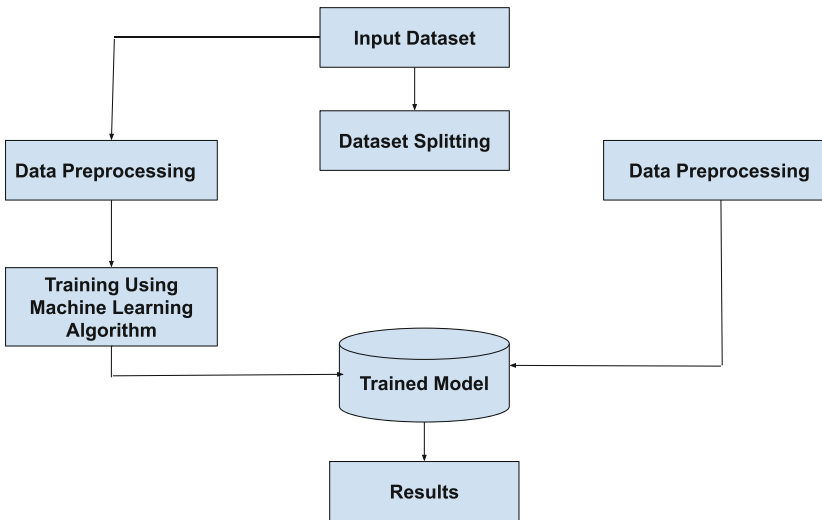 Input Dataset
Dataset Splitting
Data Preprocessing
Data Preprocessing
Training Using
Machine Learning
Algorithm
Trained Model
Results